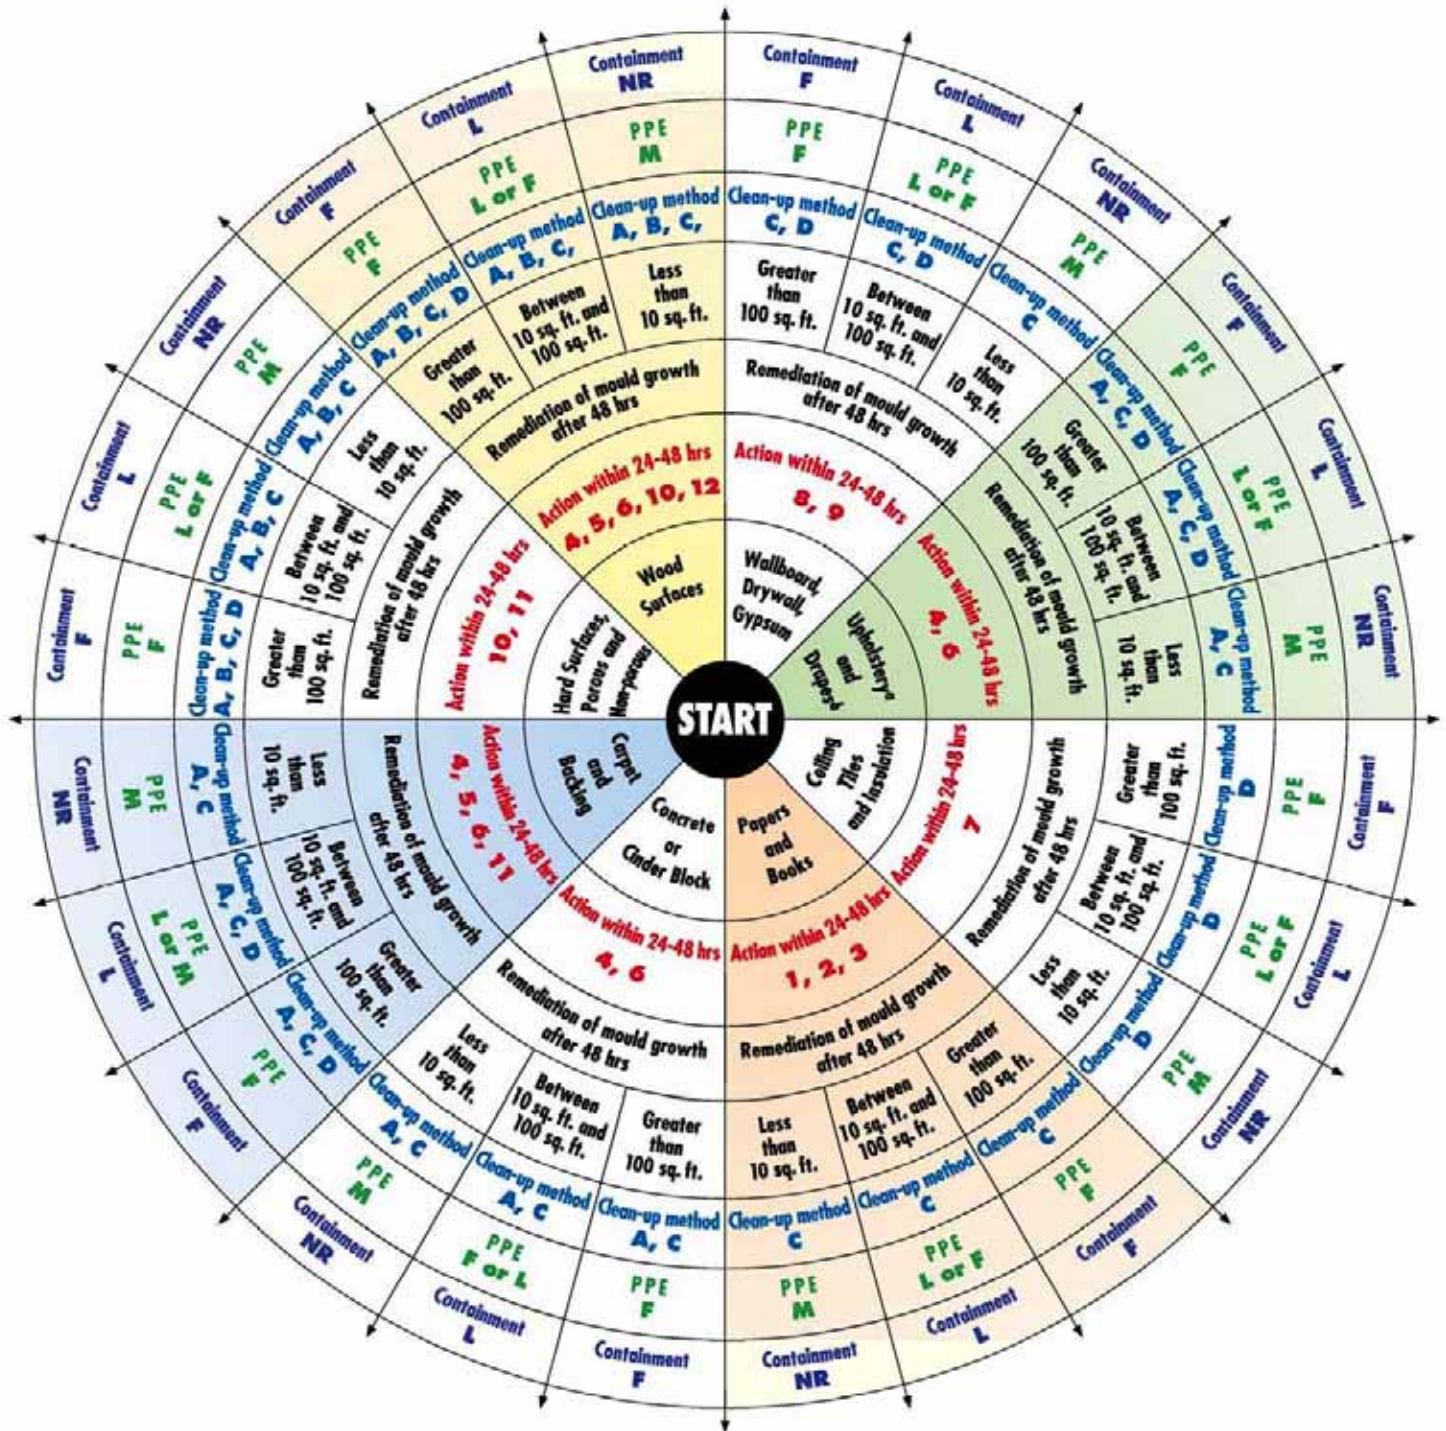 START
Wood
Surfaces
Action within 24-48 hrs
4, 5, 6, 10, 12
Remediation of mould growth
after 48 hrs
Greater
than
100 sq. ft.
Clean-up method
A, B, C, D
PPE
F
Containment
F
Between
10 sq. ft. and
100 sq. ft.
Clean-up method
A, B, C,
PPE
L or F
Containment
L
Less
than
10 sq. ft.
Clean-up method
A, B, C,
PPE
M
Containment
NR
Wallboard,
Drywall,
Gypsum
Action within 24-48 hrs
8, 9
Remediation of mould growth
after 48 hrs
Greater
than
100 sq. ft.
Clean-up method
C, D
PPE
F
Containment
F
Between
10 sq. ft. and
100 sq. ft.
Clean-up method
C, D
PPE
L or F
Containment
L
Less
than
10 sq. ft.
Clean-up method
C
PPE
M
Containment
NR
Upholstery
and
Drapes
Action within 24-48 hrs
4, 6
Remediation of mould growth
after 48 hrs
Greater
than
100 sq. ft.
Clean-up method
A, C, D
PPE
F
Containment
F
Between
10 sq. ft. and
100 sq. ft.
Clean-up method
A, C, D
PPE
L or F
Containment
L
Less
than
10 sq. ft.
Clean-up method
A, C
PPE
M
Containment
NR
Ceiling
Tiles
and Insulation
Action within 24-48 hrs
7
Remediation of mould growth
after 48 hrs
Greater
than
100 sq. ft.
Clean-up method
D
PPE
F
Containment
F
Between
10 sq. ft. and
100 sq. ft.
Clean-up method
D
PPE
L or F
Containment
L
Less
than
10 sq. ft.
Clean-up method
D
PPE
M
Containment
NR
Papers
and
Books
Action within 24-48 hrs
1, 2, 3
Remediation of mould growth
after 48 hrs
Greater
than
100 sq. ft.
Clean-up method
C
PPE
F
Containment
F
Between
10 sq. ft. and
100 sq. ft.
Clean-up method
C
PPE
L or F
Containment
L
Less
than
10 sq. ft.
Clean-up method
C
PPE
M
Containment
NR
Concrete
or
Cinder Block
Action within 24-48 hrs
4, 6
Remediation of mould growth
after 48 hrs
Greater
than
100 sq. ft.
Clean-up method
A, C
PPE
F
Containment
F
Between
10 sq. ft. and
100 sq. ft.
Clean-up method
A, C
PPE
F or L
Containment
L
Less
than
10 sq. ft.
Clean-up method
A, C
PPE
M
Containment
NR
Carpet
and
Backing
Action within 24-48 hrs
4, 5, 6, 11
Remediation of mould growth
after 48 hrs
Greater
than
100 sq. ft.
Clean-up method
A, C, D
PPE
F
Containment
F
Between
10 sq. ft. and
100 sq. ft.
Clean-up method
A, C, D
PPE
L or M
Containment
L
Less
than
10 sq. ft.
Clean-up method
A, C
PPE
M
Containment
NR
Hard Surfaces,
Porous and
Non-porous
Action within 24-48 hrs
10, 11
Remediation of mould growth
after 48 hrs
Greater
than
100 sq. ft.
Clean-up method
A, B, C, D
PPE
F
Containment
F
Between
10 sq. ft. and
100 sq. ft.
Clean-up method
A, B, C
PPE
L or F
Containment
L
Less
than
10 sq. ft.
Clean-up method
A, B, C
PPE
M
Containment
NR